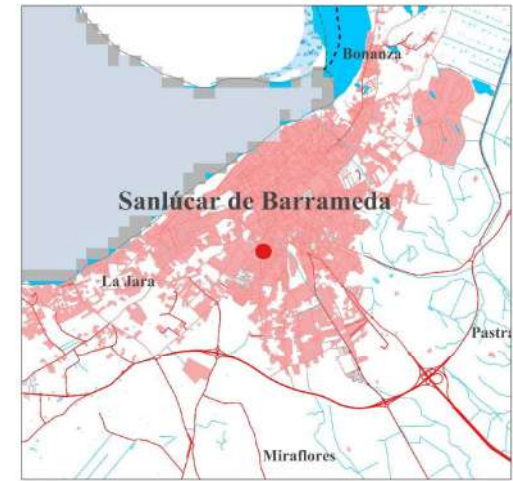 Bonanza
Sanlúcar de Barrameda
La Jara
Pastra
Miraflores